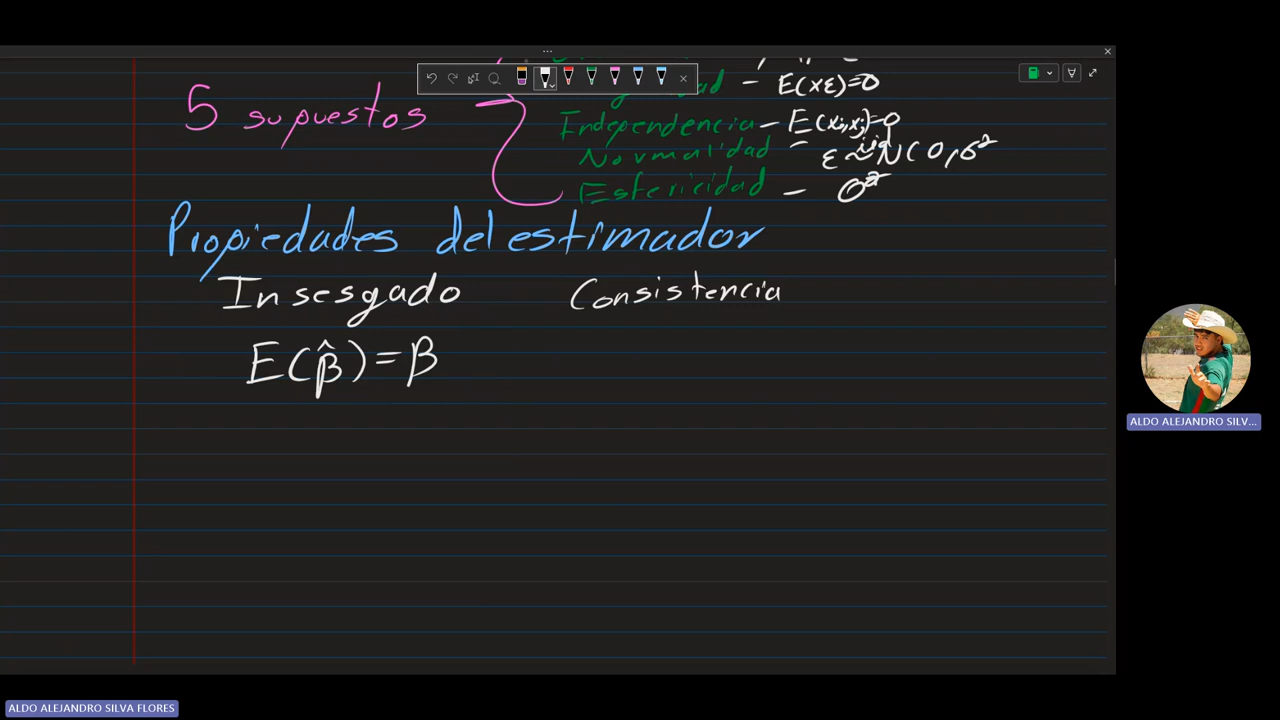 E(xε)=0
5 supuestos
Independencia – E(xi,xj)=0
Normalidad – ε ~iid N(0,σ²
Esfericidad – σ²
Propiedades del estimador
Insesgado Consistencia
E(β̂)=β
ALDO ALEJANDRO SILV...
ALDO ALEJANDRO SILVA FLORES